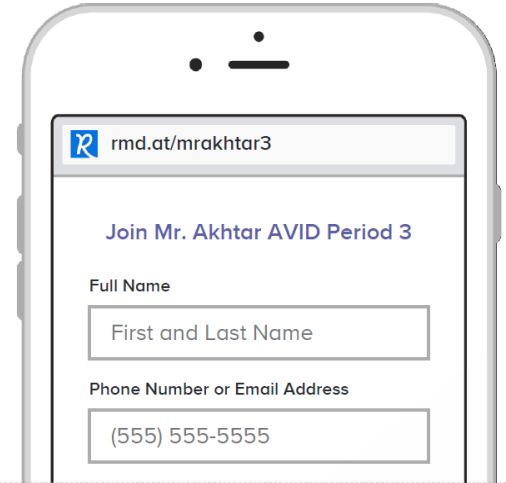 R rmd.at/mrakhtar3
Join Mr. Akhtar AVID Period 3
Full Name
First and Last Name
Phone Number or Email Address
(555) 555-5555